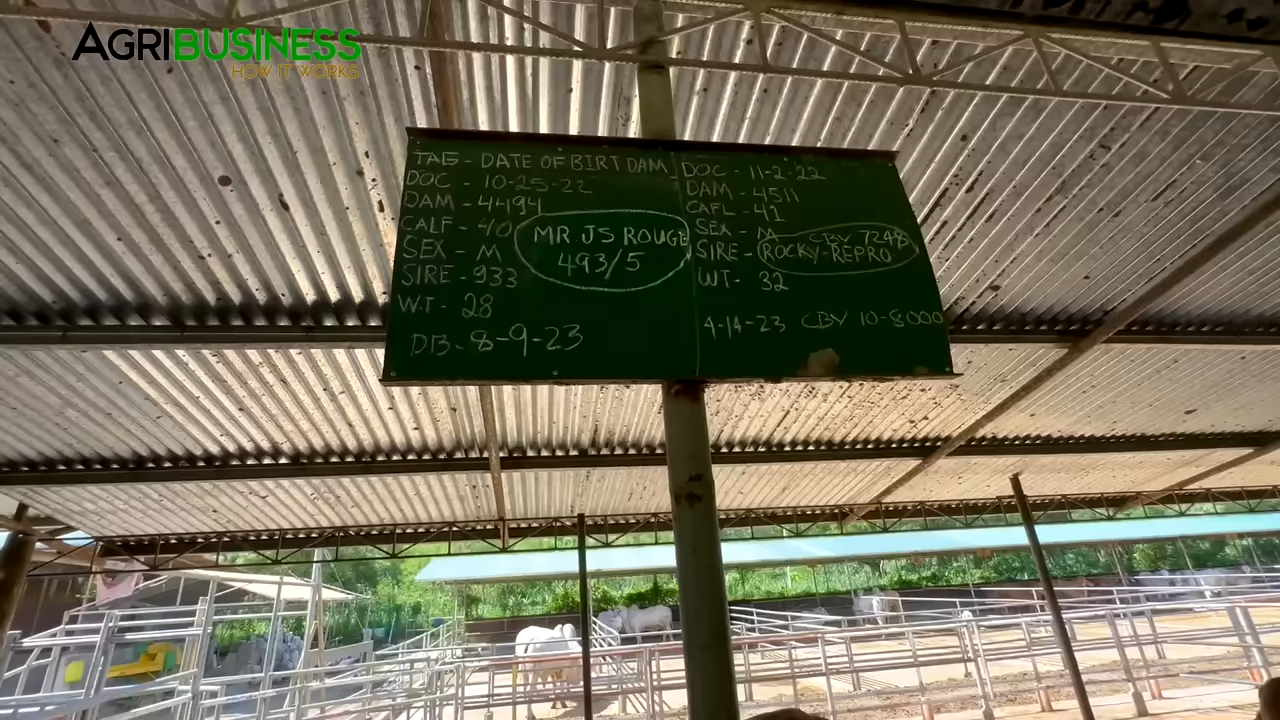 AGRIBUSINESS
HOW IT WORKS
TAG - DATE OF BIRT DAM
DOC - 10-25-22
DAM - 4494
CALF - 40
SEX - M
SIRE - 933
WT - 28
DB - 8-9-23
MR JS ROUGE
493/5
DOC - 11-2-22
DAM - 4511
CAFL - 41
SEX - M
CBY 7248
SIRE - ROCKY-REPRO
WT - 32
4-14-23 CBY 10-8000